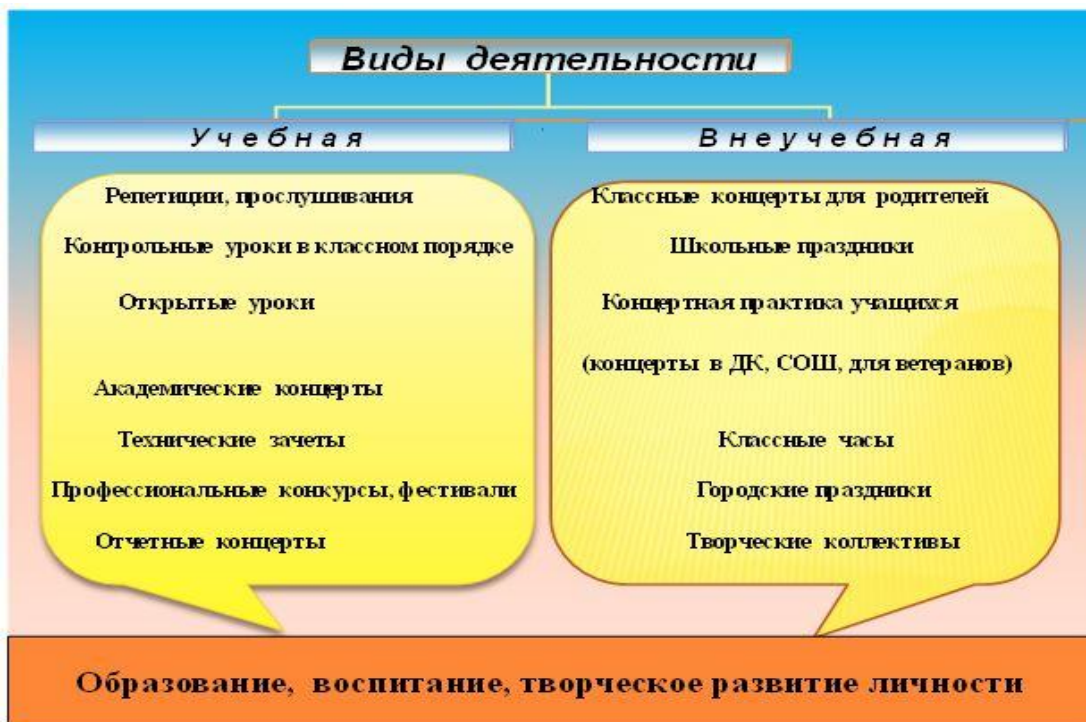 Виды деятельности
Учебная
Репетиции, прослушивания
Контрольные уроки в классном порядке
Открытые уроки
Академические концерты
Технические зачеты
Профессиональные конкурсы, фестивали
Отчетные концерты
Внеучебная
Классные концерты для родителей
Школьные праздники
Концертная практика учащихся
(концерты в ДК, СОШ, для ветеранов)
Классные часы
Городские праздники
Творческие коллективы
Образование, воспитание, творческое развитие личности